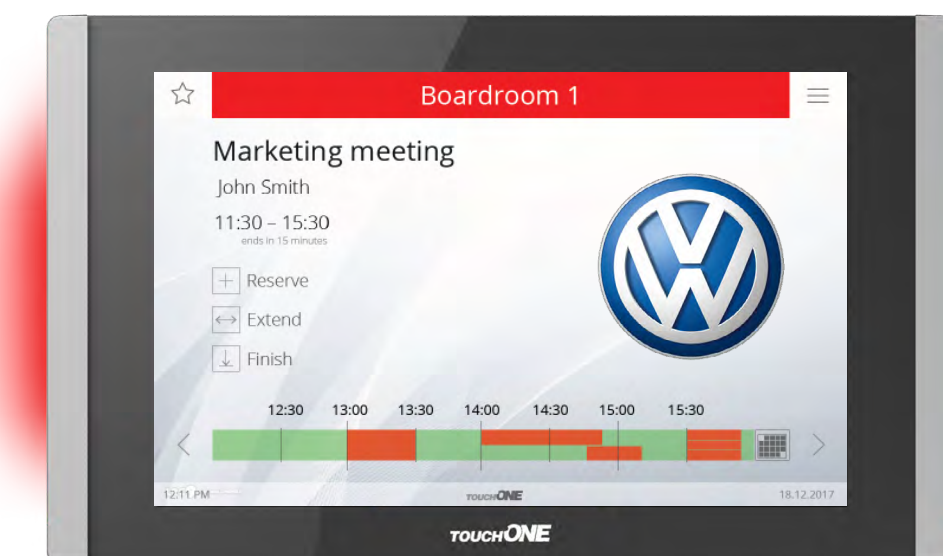 Boardroom 1
Marketing meeting
John Smith
11:30 – 15:30
ends in 15 minutes
Reserve
Extend
Finish
12:30 13:00 13:30 14:00 14:30 15:00 15:30
12:11 PM TOUCHONE 18.12.2017
TOUCHONE